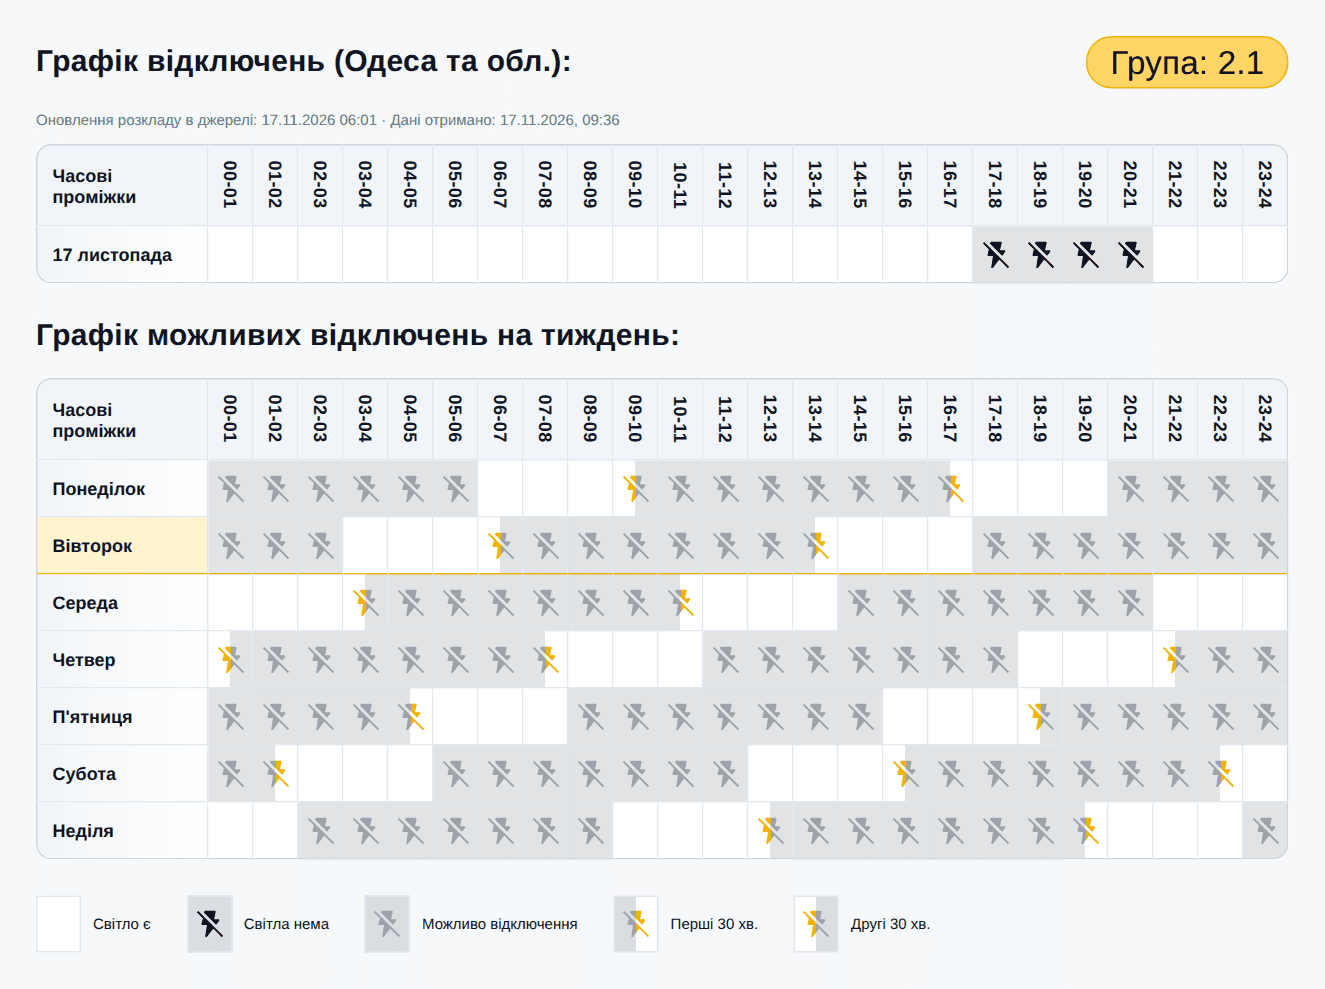 Графік відключень (Одеса та обл.):
Група: 2.1
Оновлення розкладу в джерелі: 17.11.2026 06:01 · Дані отримано: 17.11.2026, 09:36
Часові проміжки 00-01 01-02 02-03 03-04 04-05 05-06 06-07 07-08 08-09 09-10 10-11 11-12 12-13 13-14 14-15 15-16 16-17 17-18 18-19 19-20 20-21 21-22 22-23 23-24
17 листопада
Графік можливих відключень на тиждень:
Часові проміжки 00-01 01-02 02-03 03-04 04-05 05-06 06-07 07-08 08-09 09-10 10-11 11-12 12-13 13-14 14-15 15-16 16-17 17-18 18-19 19-20 20-21 21-22 22-23 23-24
Понеділок
Вівторок
Середа
Четвер
П'ятниця
Субота
Неділя
Світло є Світла нема Можливо відключення Перші 30 хв. Другі 30 хв.